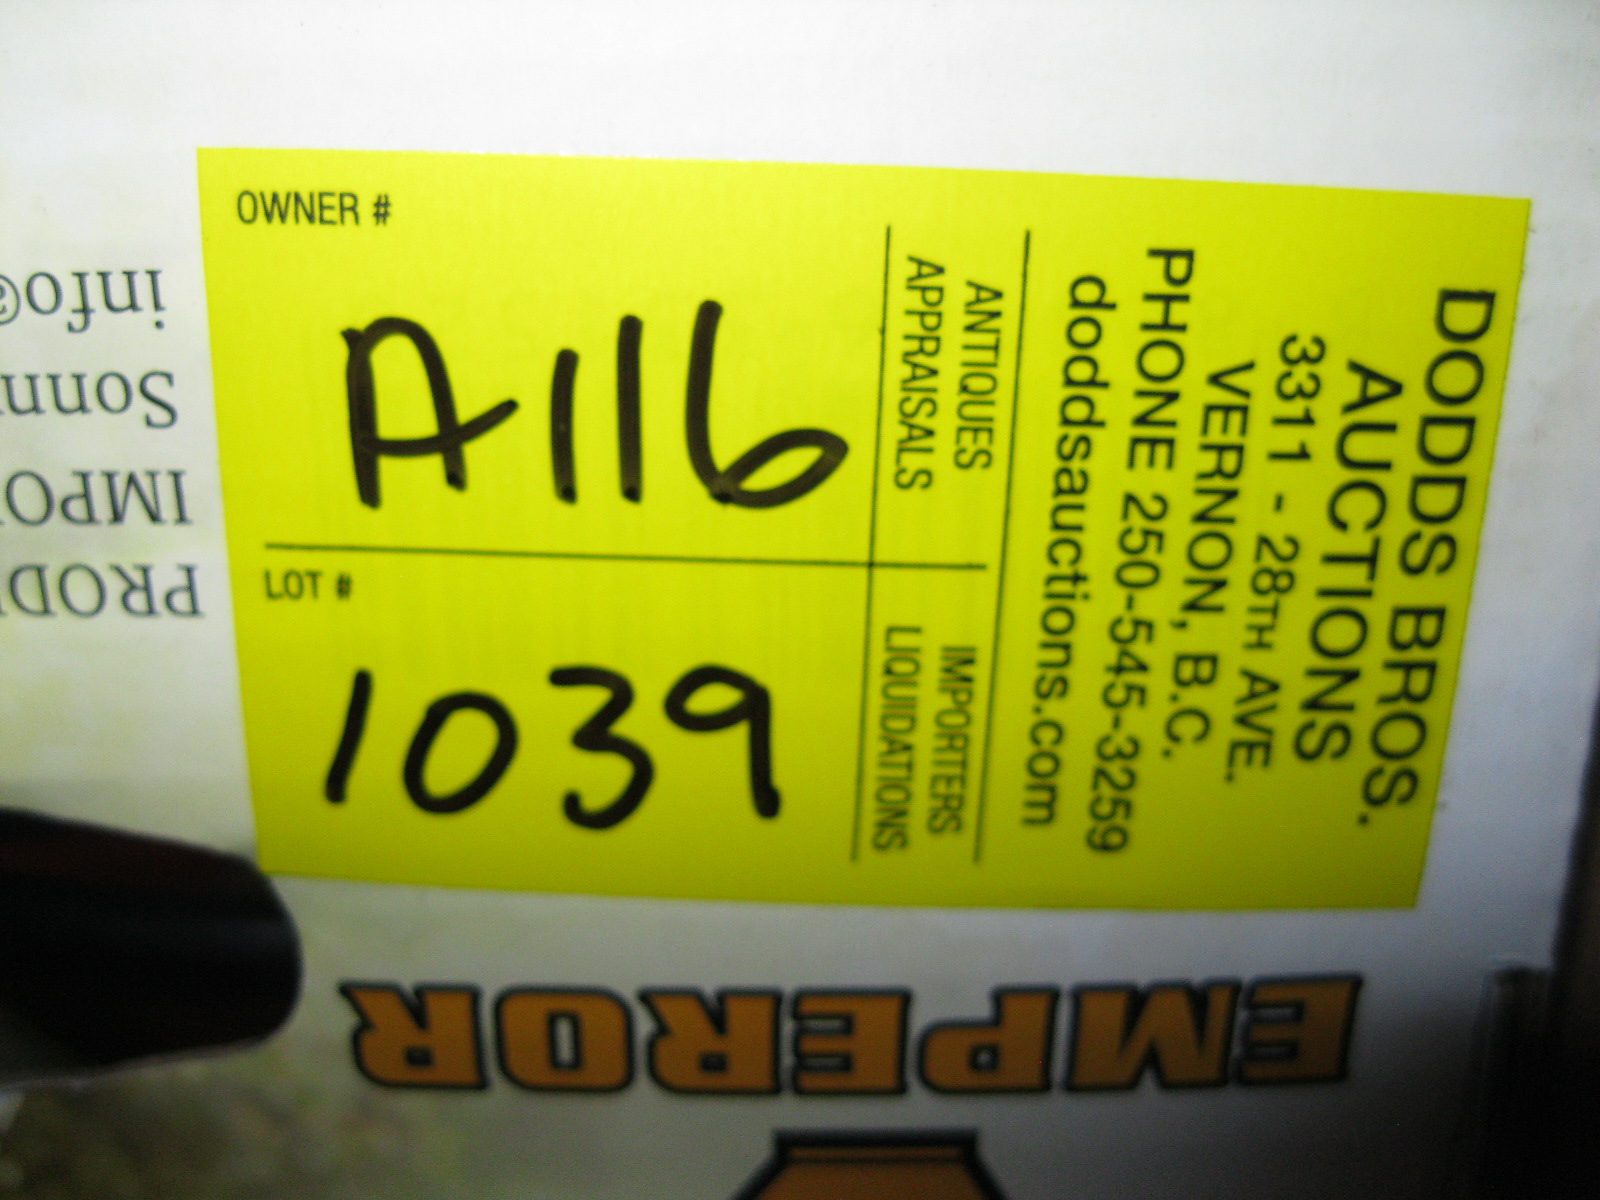 OWNER #
A116
LOT #
1039
ANTIQUES
APPRAISALS
IMPORTERS
LIQUIDATIONS
DODDS BROS.
AUCTIONS
3311 - 28TH AVE.
VERNON, B.C.
PHONE 250-545-3259
doddsauctions.com
EMPEROR